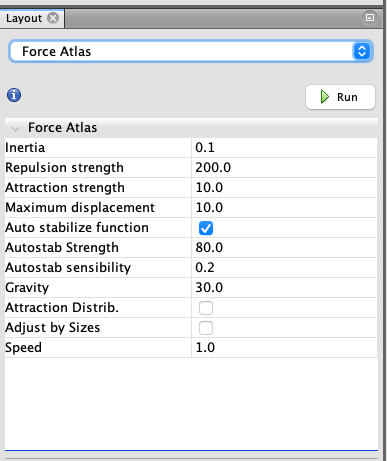 Layout
Force Atlas
Run
Force Atlas
Inertia 0.1
Repulsion strength 200.0
Attraction strength 10.0
Maximum displacement 10.0
Auto stabilize function
Autostab Strength 80.0
Autostab sensibility 0.2
Gravity 30.0
Attraction Distrib.
Adjust by Sizes
Speed 1.0